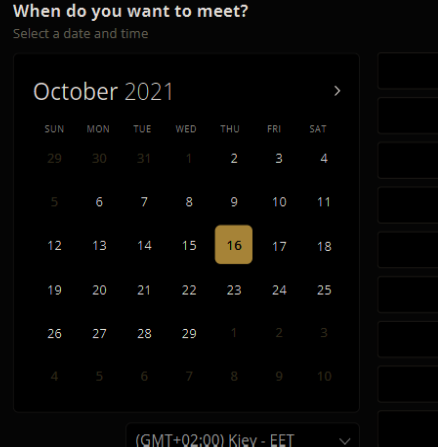 When do you want to meet?
Select a date and time
October 2021 >
SUN MON TUE WED THU FRI SAT
29 30 31 1 2 3 4
5 6 7 8 9 10 11
12 13 14 15 16 17 18
19 20 21 22 23 24 25
26 27 28 29 1 2 3
4 5 6 7 8 9 10
(GMT+02:00) Kiev - EET